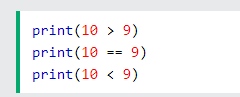 print(10 > 9)
print(10 == 9)
print(10 < 9)